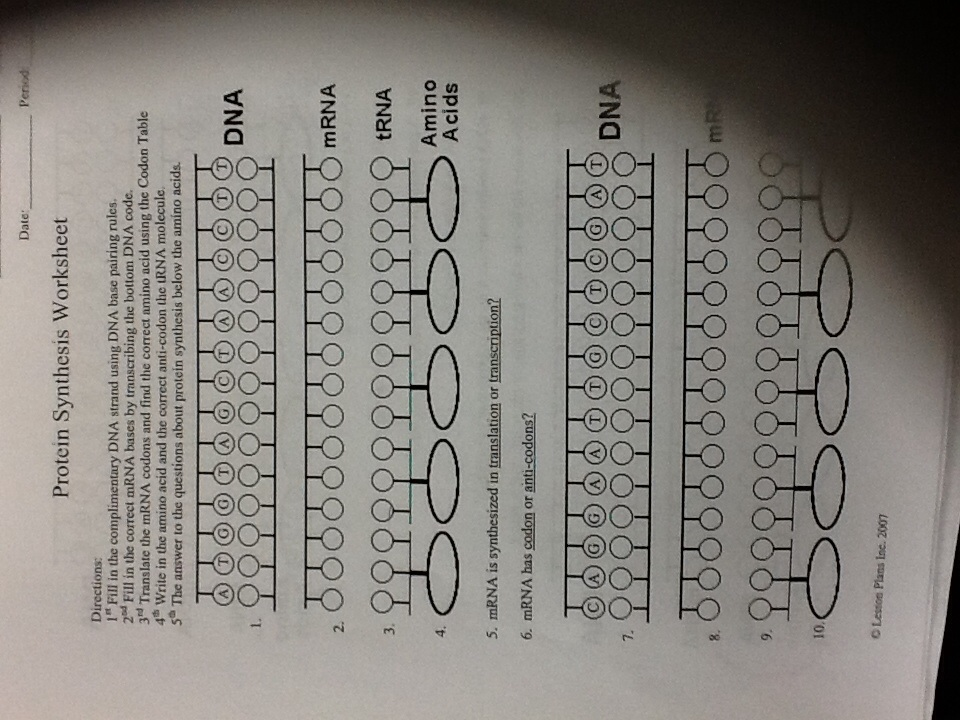 Date: Period:
Protein Synthesis Worksheet
Directions:
1st Fill in the complimentary DNA strand using DNA base pairing rules.
2nd Fill in the correct mRNA bases by transcribing the bottom DNA code.
3rd Translate the mRNA codons and find the correct amino acid using the Codon Table
4th Write in the amino acid and the correct anti-codon the tRNA molecule.
5th The answer to the questions about protein synthesis below the amino acids.
A T G G T A G C T A A C C T T
1. DNA
2. mRNA
3. tRNA
4. Amino Acids
5. mRNA is synthesized in translation or transcription?
6. mRNA has codon or anti-codons?
C A G G A A T T G C T C G A T
7. DNA
8. mR
9.
10.
© Lesson Plans Inc. 2007